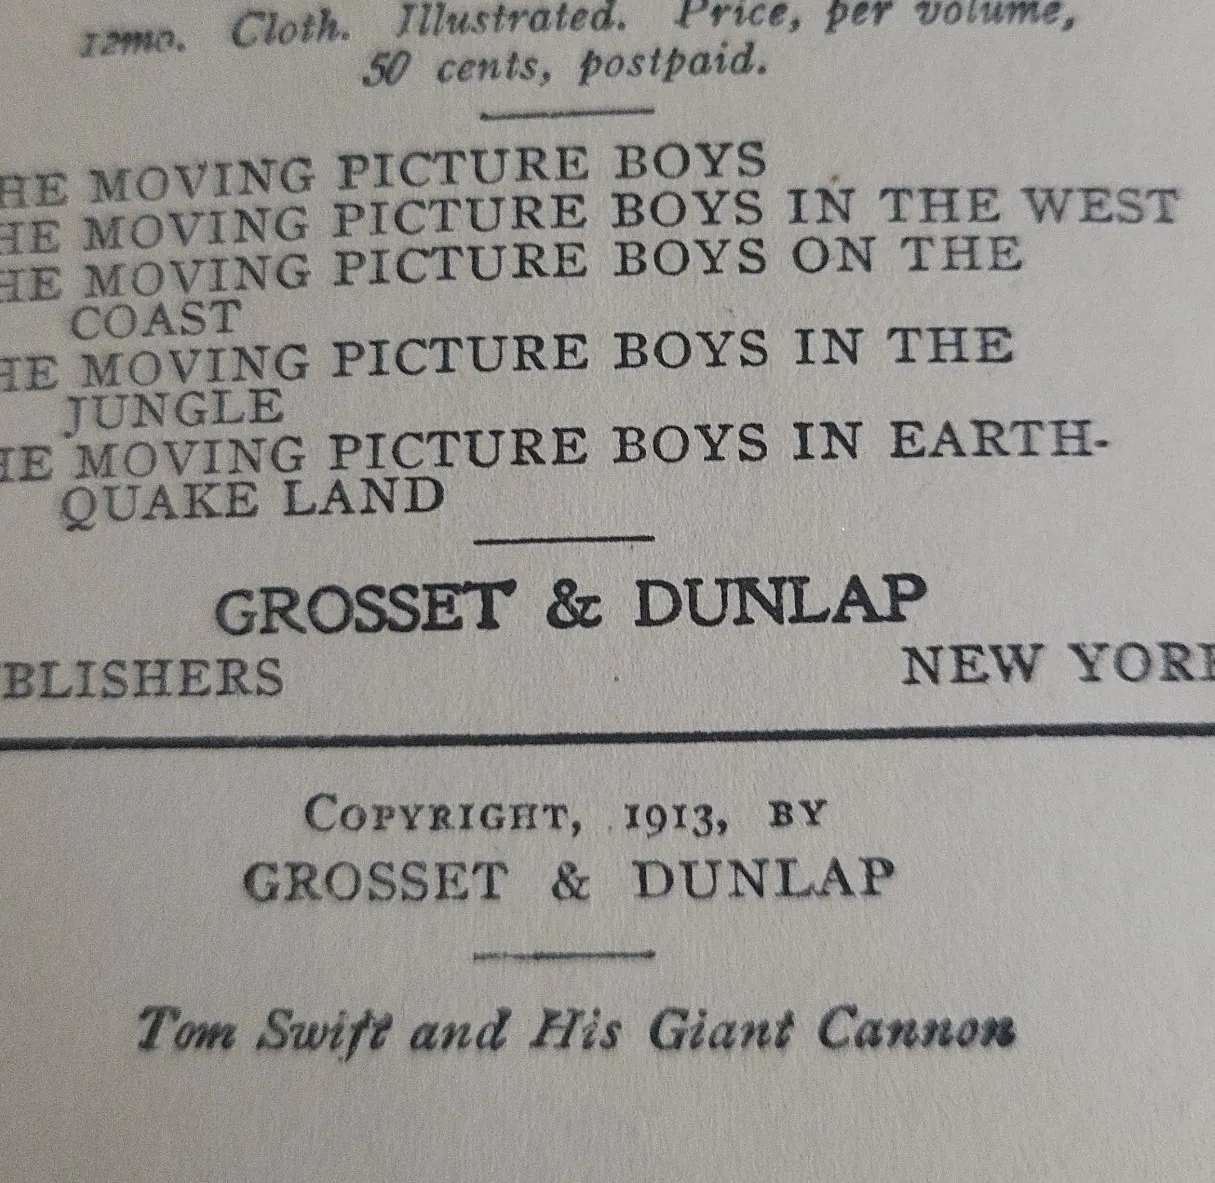 12mo. Cloth. Illustrated. Price, per volume,
50 cents, postpaid.
HE MOVING PICTURE BOYS
HE MOVING PICTURE BOYS IN THE WEST
HE MOVING PICTURE BOYS ON THE
COAST
HE MOVING PICTURE BOYS IN THE
JUNGLE
HE MOVING PICTURE BOYS IN EARTH-
QUAKE LAND
GROSSET & DUNLAP
BLISHERS NEW YORK
COPYRIGHT, 1913, BY
GROSSET & DUNLAP
Tom Swift and His Giant Cannon